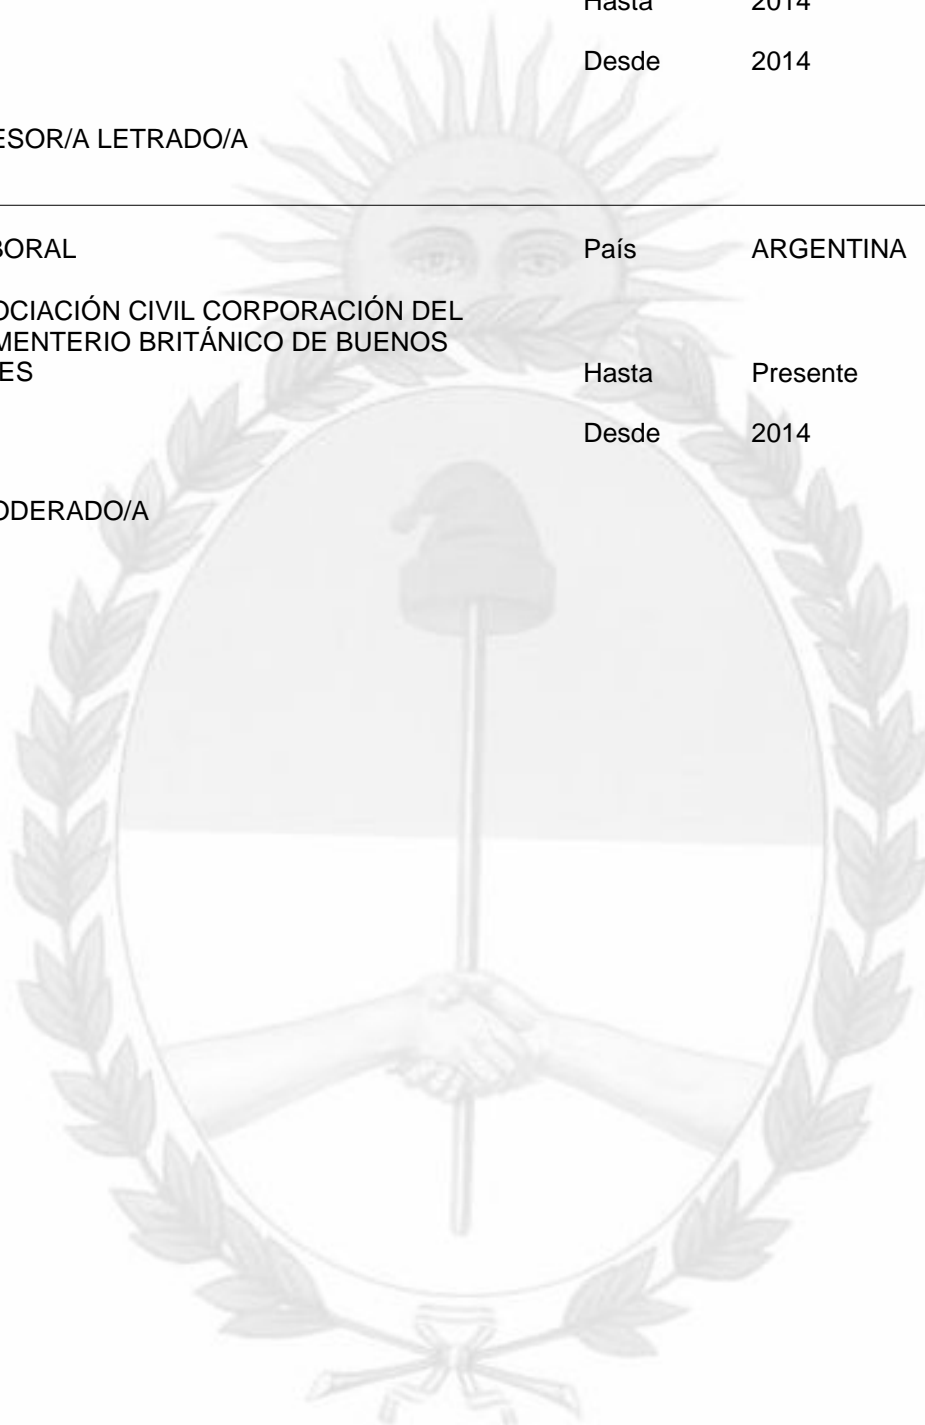 Hasta 2014
Desde 2014
ESOR/A LETRADO/A
BORAL País ARGENTINA
OCIACIÓN CIVIL CORPORACIÓN DEL
MENTERIO BRITÁNICO DE BUENOS
ES Hasta Presente
Desde 2014
ODERADO/A